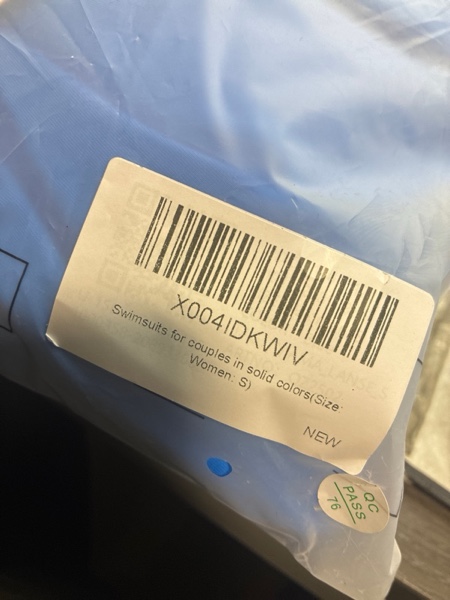 X004IDKWIV
Swimsuits for couples in solid colors(Size:
Women: S)
NEW
QC
PASS
76